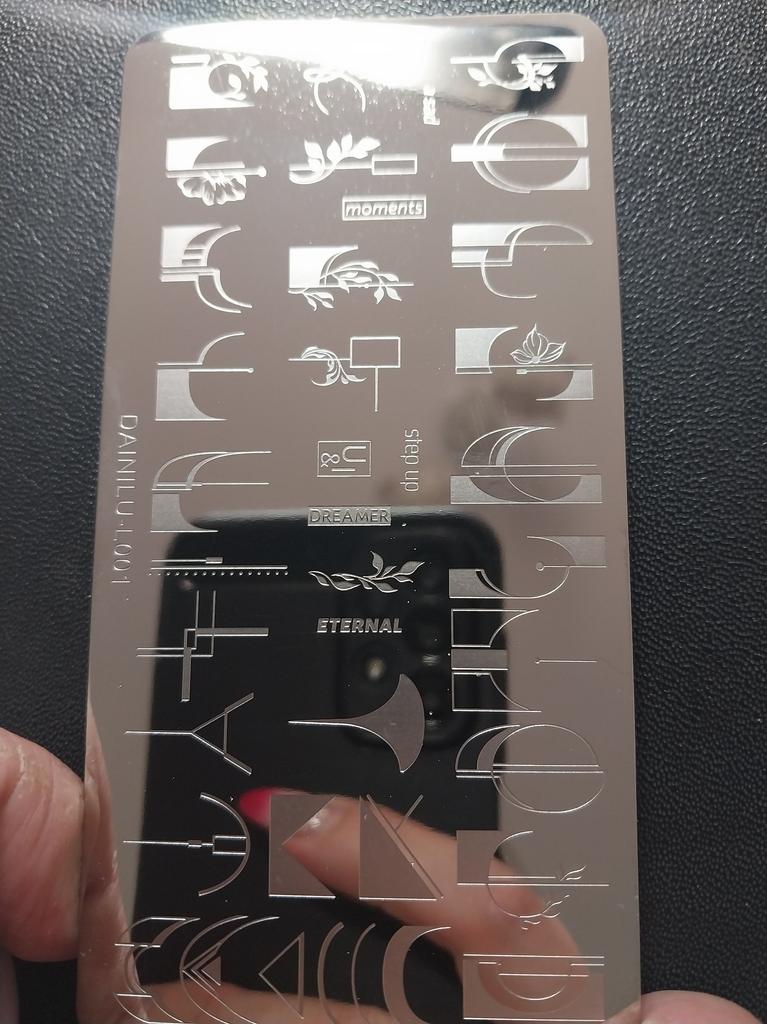 moments
step up
U&I
DREAMER
ETERNAL
DAINILU-L001